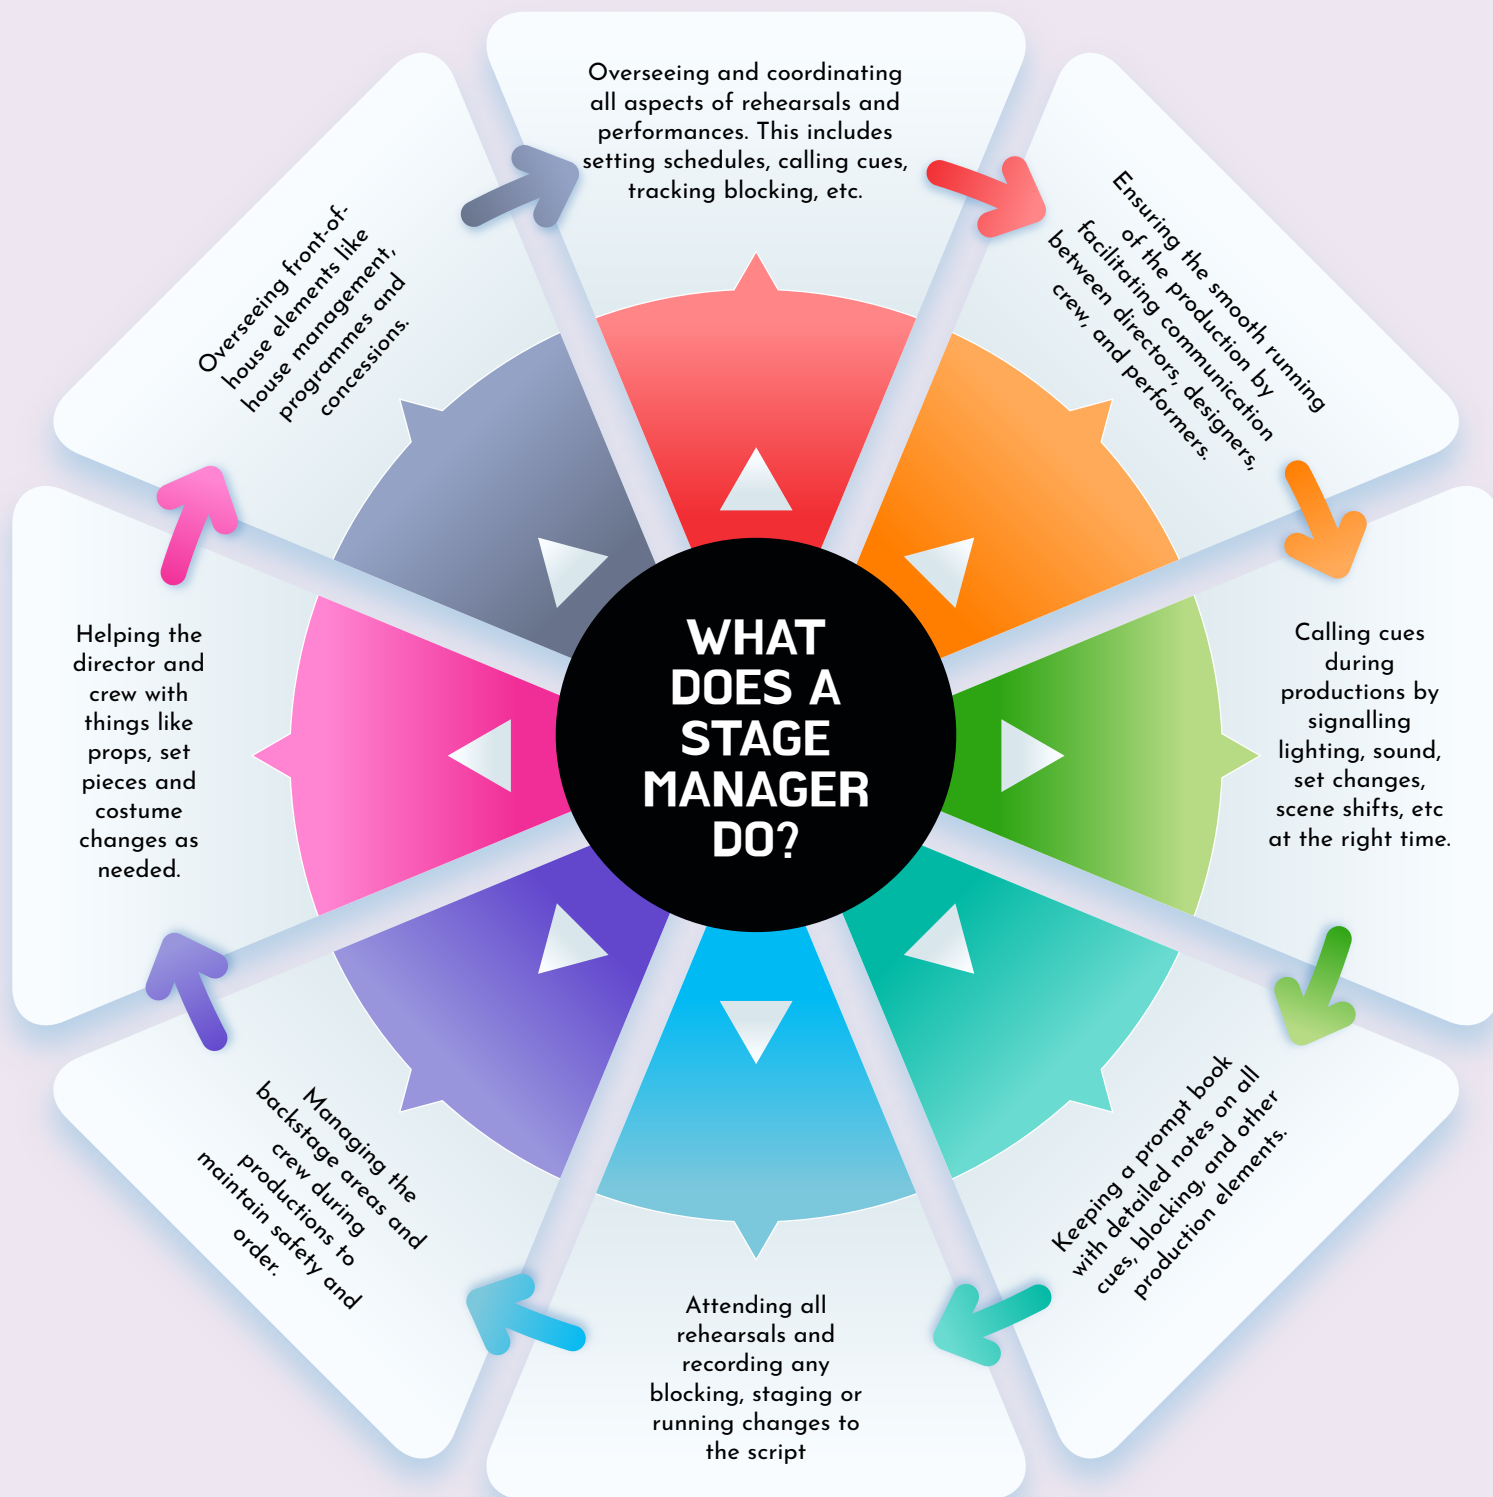 WHAT
DOES A
STAGE
MANAGER
DO?
Overseeing and coordinating
all aspects of rehearsals and
performances. This includes
setting schedules, calling cues,
tracking blocking, etc.
Ensuring the smooth running
of the production by
facilitating communication
between directors, designers,
crew, and performers.
Calling cues
during
productions by
signalling
lighting, sound,
set changes,
scene shifts, etc
at the right time.
Keeping a prompt book
with detailed notes on all
cues, blocking, and other
production elements.
Attending all
rehearsals and
recording any
blocking, staging or
running changes to
the script
Managing the
backstage areas and
crew during
productions to
maintain safety and
order.
Helping the
director and
crew with
things like
props, set
pieces and
costume
changes as
needed.
Overseeing front-of-
house elements like
house management,
programmes and
concessions.